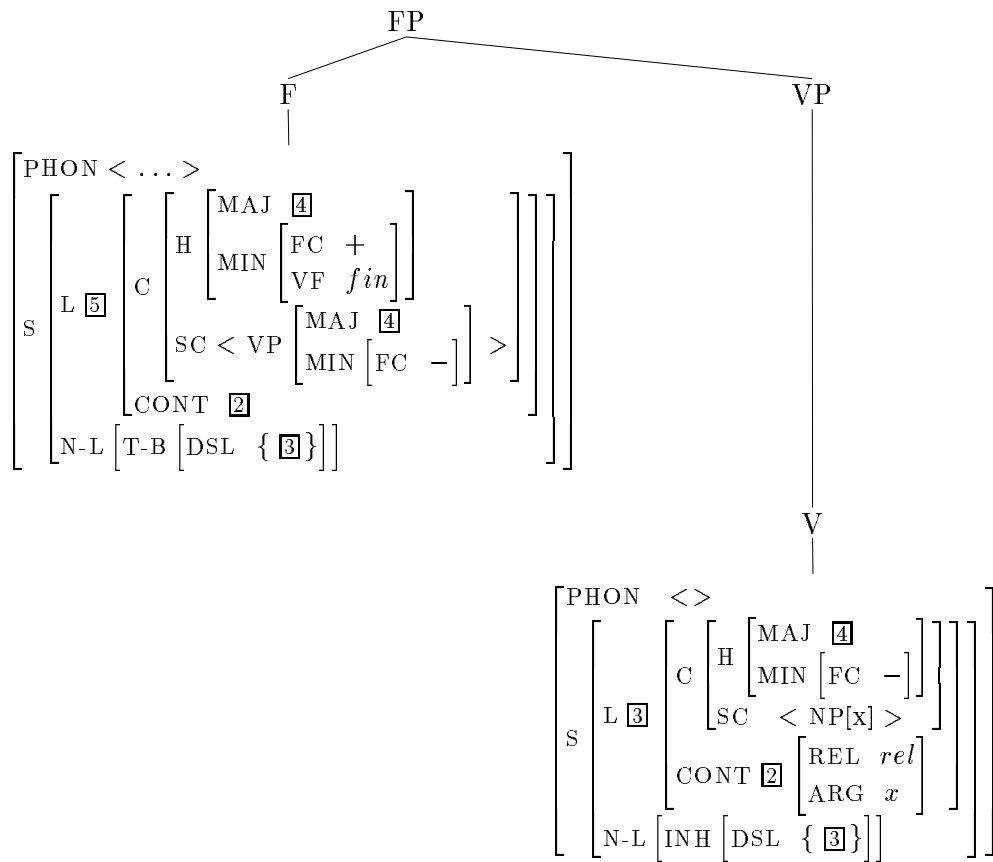 FP
F VP
PHON < ... >
MAJ 4
H
FC +
MIN
VF fin
L 5 C
MAJ 4
S
SC < VP >
MIN [FC −]
CONT 2
N-L [T-B [DSL { 3 }]]
V
PHON <>
MAJ 4
H
C MIN [FC −]
L 3 SC < NP[x] >
S
REL rel
CONT 2
ARG x
N-L [INH [DSL { 3 }]]